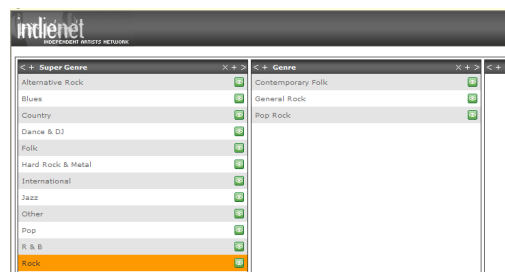 indienet
INDEPENDENT ARTISTS NETWORK
< + Super Genre × + >
Alternative Rock
Blues
Country
Dance & DJ
Folk
Hard Rock & Metal
International
Jazz
Other
Pop
R & B
Rock
< + Genre × + >
Contemporary Folk
General Rock
Pop Rock
< +